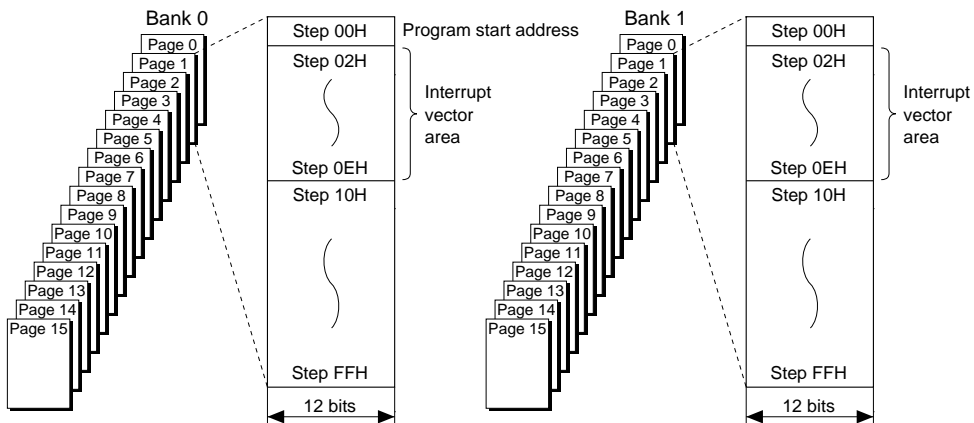 Bank 0
Page 0
Page 1
Page 2
Page 3
Page 4
Page 5
Page 6
Page 7
Page 8
Page 9
Page 10
Page 11
Page 12
Page 13
Page 14
Page 15
Step 00H
Program start address
Step 02H
Interrupt
vector
area
Step 0EH
Step 10H
Step FFH
12 bits
Bank 1
Page 0
Page 1
Page 2
Page 3
Page 4
Page 5
Page 6
Page 7
Page 8
Page 9
Page 10
Page 11
Page 12
Page 13
Page 14
Page 15
Step 00H
Step 02H
Interrupt
vector
area
Step 0EH
Step 10H
Step FFH
12 bits